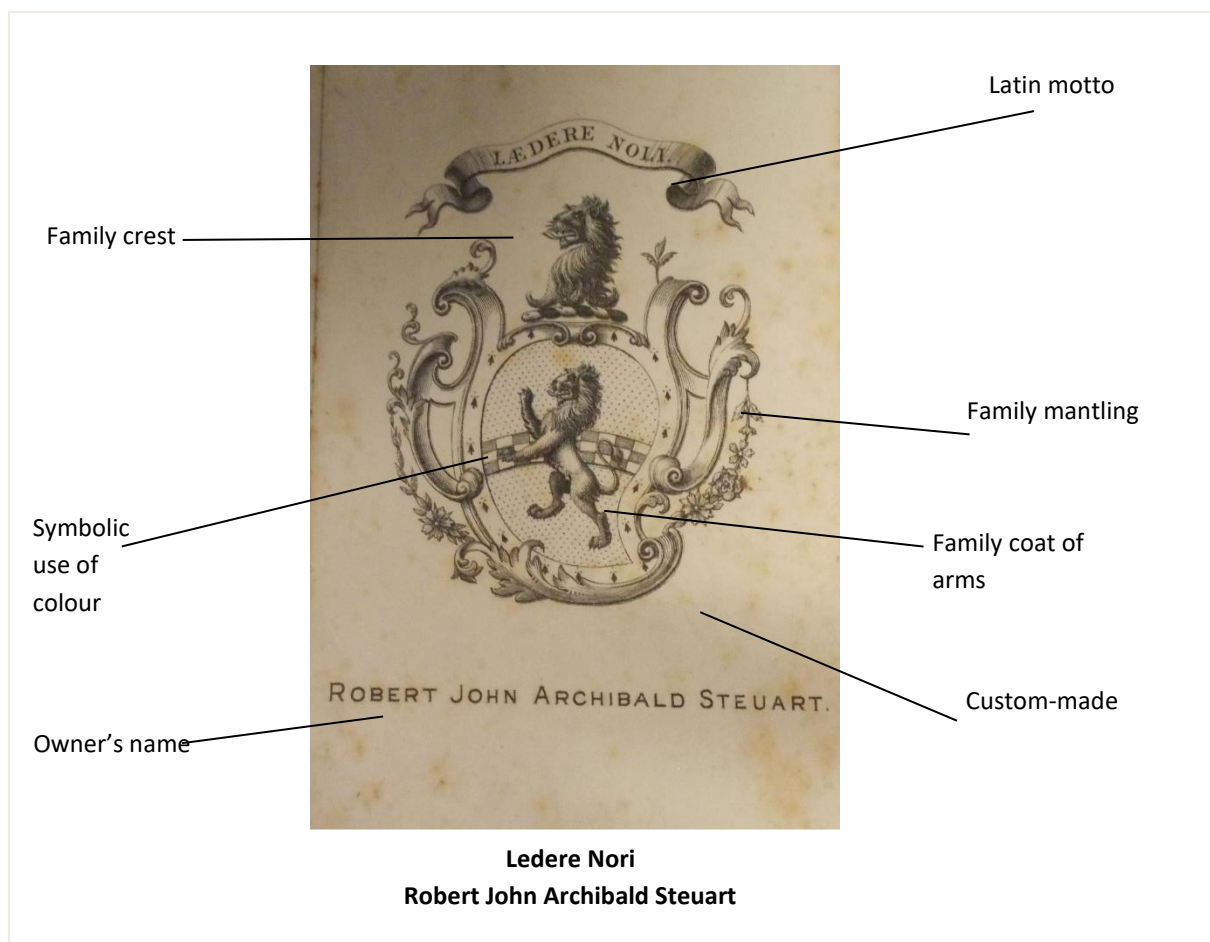 Latin motto
LÆDERE NOLI.
Family crest
Family mantling
Symbolic
use of
colour
Family coat of
arms
ROBERT JOHN ARCHIBALD STEUART.
Custom-made
Owner's name
Ledere Nori
Robert John Archibald Steuart